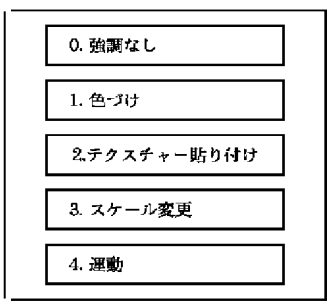 0. 強調なし
1. 色づけ
2.テクスチャー貼り付け
3. スケール変更
4. 運動